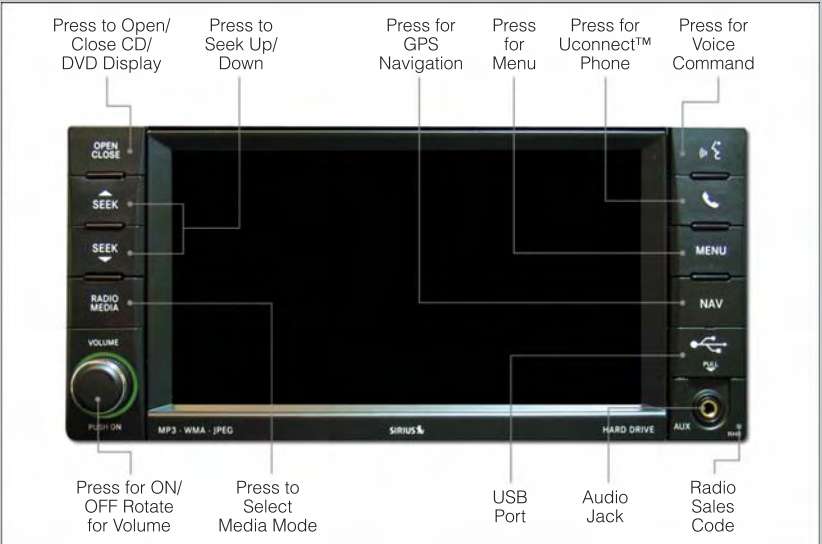 Press to Open/
Close CD/
DVD Display
Press to
Seek Up/
Down
Press for
GPS
Navigation
Press
for
Menu
Press for
Uconnect™
Phone
Press for
Voice
Command
OPEN
CLOSE
SEEK
SEEK
RADIO
MEDIA
VOLUME
PUSH ON
MP3 - WMA - JPEG
SIRIUS
HARD DRIVE
MENU
NAV
PULL
AUX
RHR
Press for ON/
OFF Rotate
for Volume
Press to
Select
Media Mode
USB
Port
Audio
Jack
Radio
Sales
Code